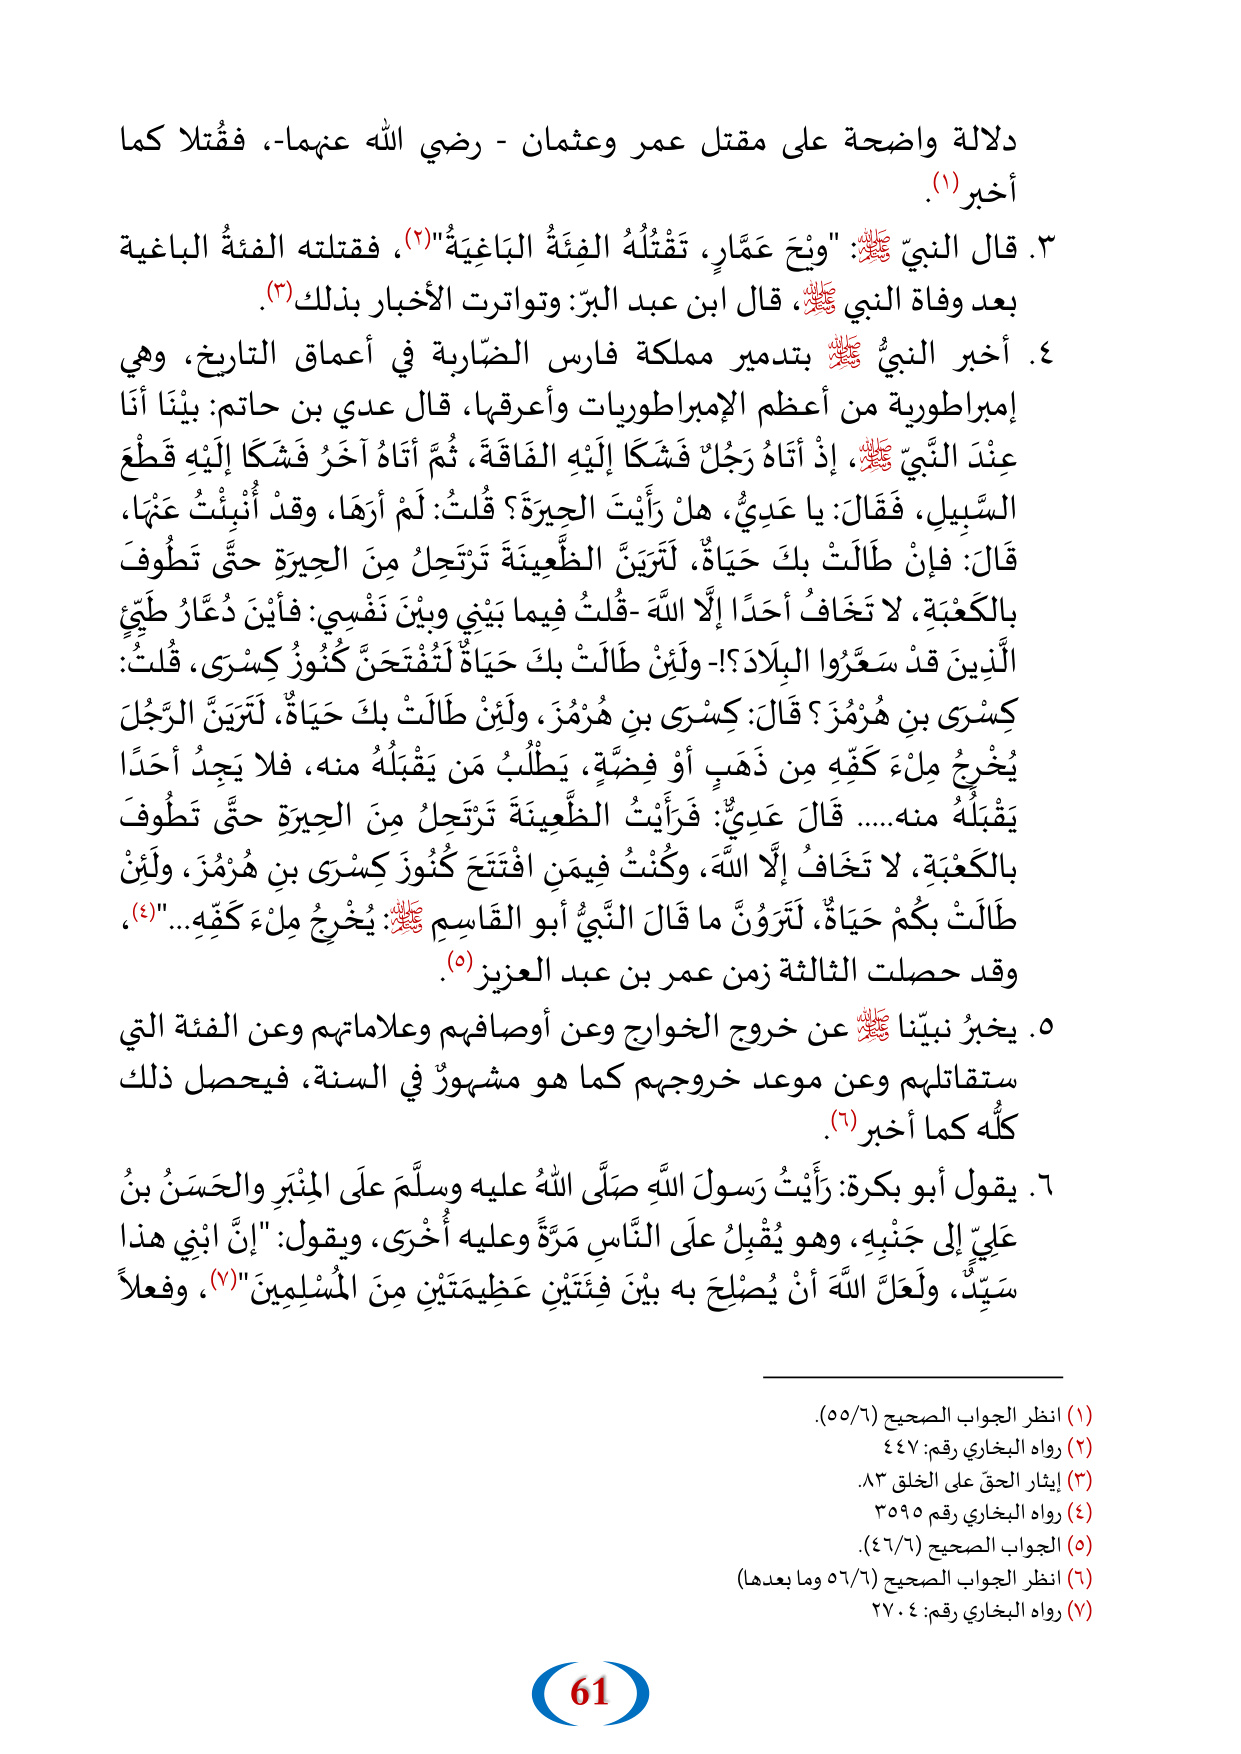 دلالة واضحة على مقتل عمر وعثمان - رضي الله عنهما-، فقُتلا كما
أخبر(١).
٣. قال النبيّ ﷺ: "ويْحَ عَمَّارٍ، تَقْتُلُهُ الفِئَةُ البَاغِيَةُ"(٢)، فقتلته الفئةُ الباغية
بعد وفاة النبي ﷺ، قال ابن عبد البرّ: وتواترت الأخبار بذلك(٣).
٤. أخبر النبيُّ ﷺ بتدمير مملكة فارس الضّاربة في أعماق التاريخ، وهي
إمبراطورية من أعظم الإمبراطوريات وأعرقها، قال عدي بن حاتم: بيْنَا أنَا
عِنْدَ النَّبيّ ﷺ، إذْ أتَاهُ رَجُلٌ فَشَكَا إلَيْهِ الفَاقَةَ، ثُمَّ أتَاهُ آخَرُ فَشَكَا إلَيْهِ قَطْعَ
السَّبِيلِ، فَقَالَ: يا عَدِيُّ، هلْ رَأَيْتَ الحِيرَةَ؟ قُلتُ: لَمْ أرَهَا، وقدْ أُنْبِئْتُ عَنْهَا،
قَالَ: فإنْ طَالَتْ بكَ حَيَاةٌ، لَتَرَيَنَّ الظَّعِينَةَ تَرْتَحِلُ مِنَ الحِيرَةِ حتَّى تَطُوفَ
بالكَعْبَةِ، لا تَخَافُ أحَدًا إلَّا اللَّهَ -قُلتُ فِيما بَيْنِي وبيْنَ نَفْسِي: فأيْنَ دُعَّارُ طَيِّئٍ
الَّذِينَ قدْ سَعَّرُوا البِلَادَ؟!- ولَئِنْ طَالَتْ بكَ حَيَاةٌ لَتُفْتَحَنَّ كُنُوزُ كِسْرَى، قُلتُ:
كِسْرَى بنِ هُرْمُزَ؟ قَالَ: كِسْرَى بنِ هُرْمُزَ، ولَئِنْ طَالَتْ بكَ حَيَاةٌ، لَتَرَيَنَّ الرَّجُلَ
يُخْرِجُ مِلْءَ كَفِّهِ مِن ذَهَبٍ أوْ فِضَّةٍ، يَطْلُبُ مَن يَقْبَلُهُ منه، فلا يَجِدُ أحَدًا
يَقْبَلُهُ منه..... قَالَ عَدِيٌّ: فَرَأَيْتُ الظَّعِينَةَ تَرْتَحِلُ مِنَ الحِيرَةِ حتَّى تَطُوفَ
بالكَعْبَةِ، لا تَخَافُ إلَّا اللَّهَ، وكُنْتُ فِيمَنِ افْتَتَحَ كُنُوزَ كِسْرَى بنِ هُرْمُزَ، ولَئِنْ
طَالَتْ بكُمْ حَيَاةٌ، لَتَرَوُنَّ ما قَالَ النَّبيُّ أبو القَاسِمِ ﷺ: يُخْرِجُ مِلْءَ كَفِّهِ..."(٤)،
وقد حصلت الثالثة زمن عمر بن عبد العزيز(٥).
٥. يخبرُ نبيّنا ﷺ عن خروج الخوارج وعن أوصافهم وعلاماتهم وعن الفئة التي
ستقاتلهم وعن موعد خروجهم كما هو مشهورٌ في السنة، فيحصل ذلك
كلُّه كما أخبر(٦).
٦. يقول أبو بكرة: رَأَيْتُ رَسولَ اللَّهِ صَلَّى اللهُ عليه وسلَّمَ علَى المِنْبَرِ والحَسَنُ بنُ
عَلِيٍّ إلى جَنْبِهِ، وهو يُقْبِلُ علَى النَّاسِ مَرَّةً وعليه أُخْرَى، ويقول: "إنَّ ابْنِي هذا
سَيِّدٌ، ولَعَلَّ اللَّهَ أنْ يُصْلِحَ به بيْنَ فِئَتَيْنِ عَظِيمَتَيْنِ مِنَ المُسْلِمِينَ"(٧)، وفعلاً
(١) انظر الجواب الصحيح (٥٥/٦).
(٢) رواه البخاري رقم: ٤٤٧
(٣) إيثار الحقّ على الخلق ٨٣.
(٤) رواه البخاري رقم ٣٥٩٥
(٥) الجواب الصحيح (٤٦/٦).
(٦) انظر الجواب الصحيح (٥٦/٦ وما بعدها)
(٧) رواه البخاري رقم: ٢٧٠٤
61